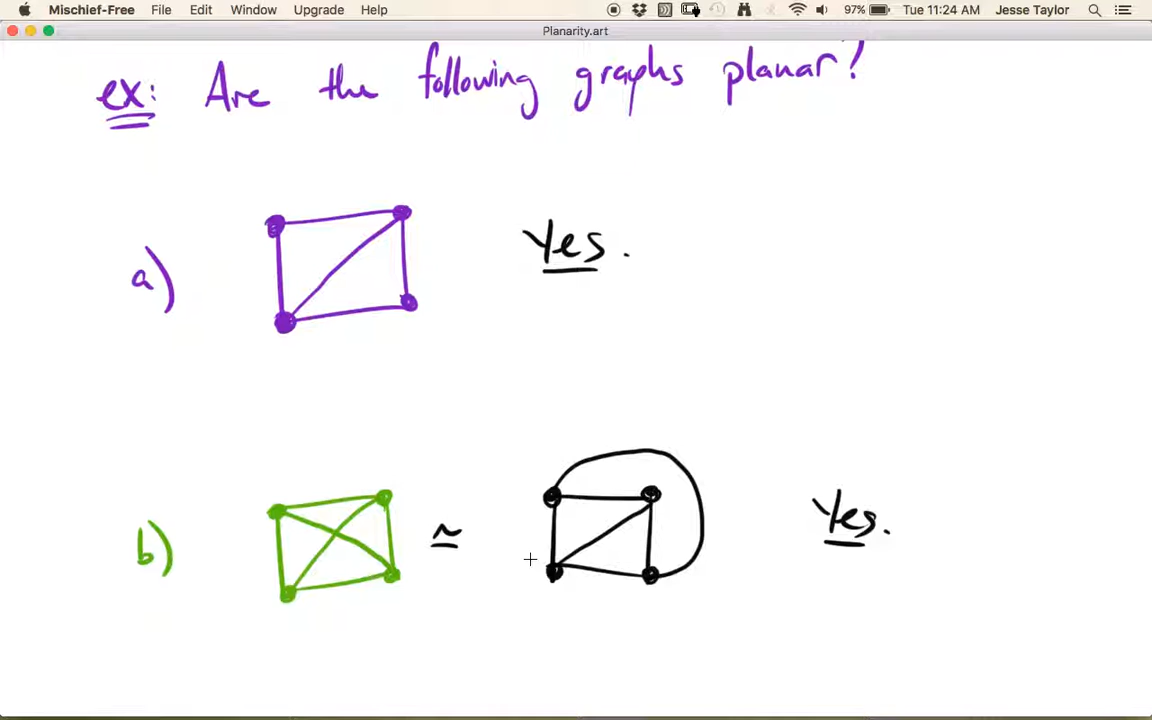 Mischief-Free File Edit Window Upgrade Help 97% Tue 11:24 AM Jesse Taylor
Planarity.art
ex: Are the following graphs planar?
a) Yes.
b) ≅ Yes.